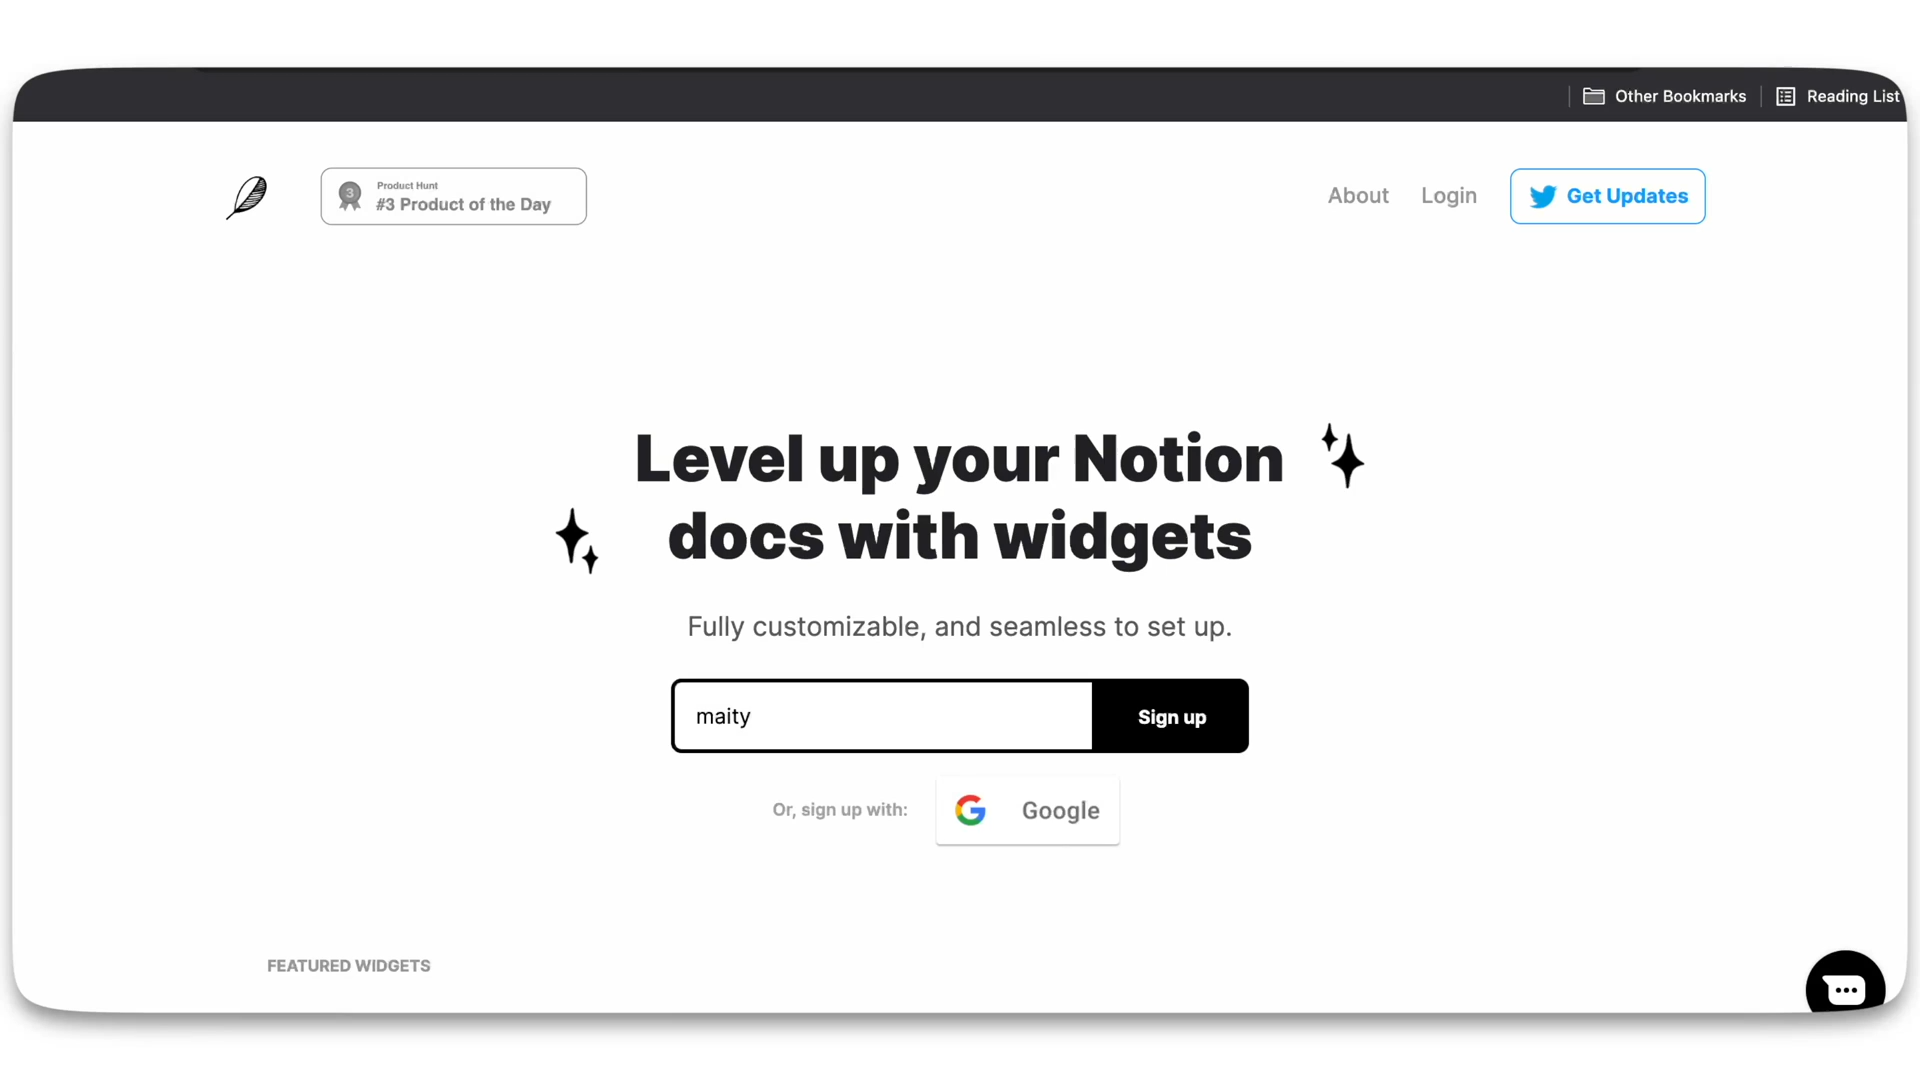 Other Bookmarks
Reading List
3
Product Hunt
#3 Product of the Day
About
Login
Get Updates
Level up your Notion
docs with widgets
Fully customizable, and seamless to set up.
maity
Sign up
Or, sign up with:
Google
FEATURED WIDGETS